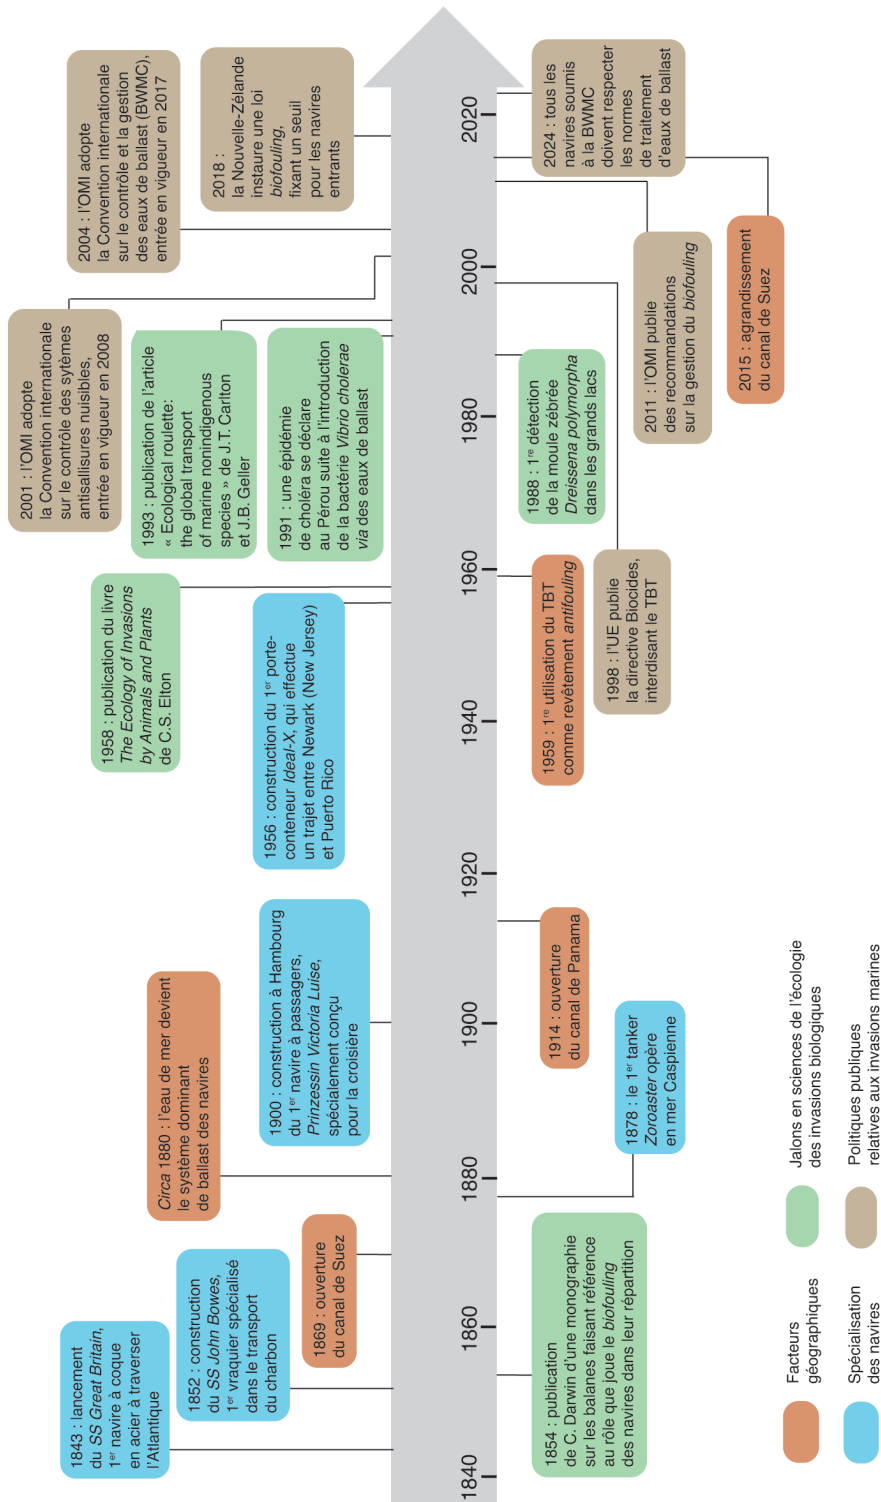 1843 : lancement
du SS Great Britain,
1er navire à coque
en acier à traverser
l'Atlantique
1852 : construction
du SS John Bowes,
1er vraquier spécialisé
dans le transport
du charbon
1869 : ouverture
du canal de Suez
Circa 1880 : l'eau de mer devient
le système dominant
de ballast des navires
1900 : construction à Hambourg
du 1er navire à passagers,
Prinzessin Victoria Luise,
spécialement conçu
pour la croisière
1956 : construction du 1er porte-
conteneur Ideal-X, qui effectue
un trajet entre Newark (New Jersey)
et Puerto Rico
1958 : publication du livre
The Ecology of Invasions
by Animals and Plants
de C.S. Elton
2001 : l'OMI adopte
la Convention internationale
sur le contrôle des sytèmes
antisallisures nuisibles,
entrée en vigueur en 2008
1993 : publication de l'article
« Ecological roulette:
the global transport
of marine nonindigenous
species » de J.T. Carlton
et J.B. Geller
1991 : une épidémie
de choléra se déclare
au Pérou suite à l'introduction
de la bactérie Vibrio cholerae
via des eaux de ballast
2004 : l'OMI adopte
la Convention internationale
sur le contrôle et la gestion
des eaux de ballast (BWMC),
entrée en vigueur en 2017
2018 :
la Nouvelle-Zélande
instaure une loi
biofouling,
fixant un seuil
pour les navires
entrants
1840
1860
1880
1900
1920
1940
1960
1980
2000
2020
1854 : publication
de C. Darwin d'une monographie
sur les balanes faisant référence
au rôle que joue le biofouling
des navires dans leur répartition
1878 : le 1er tanker
Zoroaster opère
en mer Caspienne
1914 : ouverture
du canal de Panama
1959 : 1re utilisation du TBT
comme revêtement antifouling
1998 : l'UE publie
la directive Biocides,
interdisant le TBT
1988 : 1re détection
de la moule zébrée
Dreissena polymorpha
dans les grands lacs
2011 : l'OMI publie
des recommandations
sur la gestion du biofouling
2015 : agrandissement
du canal de Suez
2024 : tous les
navires soumis
à la BWMC
doivent respecter
les normes
de traitement
d'eaux de ballast
Facteurs
géographiques
Jalons en sciences de l'écologie
des invasions biologiques
Spécialisation
des navires
Politiques publiques
relatives aux invasions marines